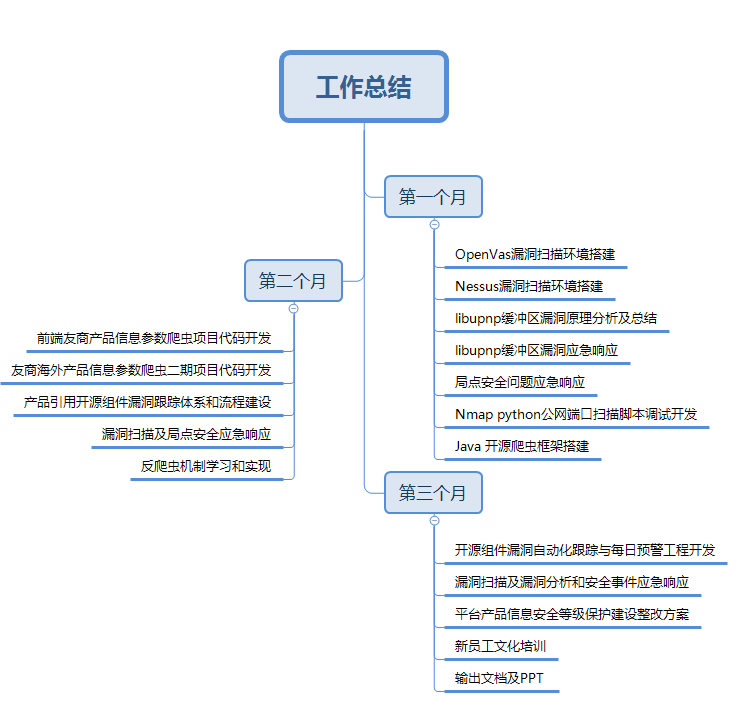 工作总结
第一个月
OpenVas漏洞扫描环境搭建
Nessus漏洞扫描环境搭建
libupnp缓冲区漏洞原理分析及总结
libupnp缓冲区漏洞应急响应
局点安全问题应急响应
Nmap python公网端口扫描脚本调试开发
Java 开源爬虫框架搭建
第二个月
前端友商产品信息参数爬虫项目代码开发
友商海外产品信息参数爬虫二期项目代码开发
产品引用开源组件漏洞跟踪体系和流程建设
漏洞扫描及局点安全应急响应
反爬虫机制学习和实现
第三个月
开源组件漏洞自动化跟踪与每日预警工程开发
漏洞扫描及漏洞分析和安全事件应急响应
平台产品信息安全等级保护建设整改方案
新员工文化培训
输出文档及PPT